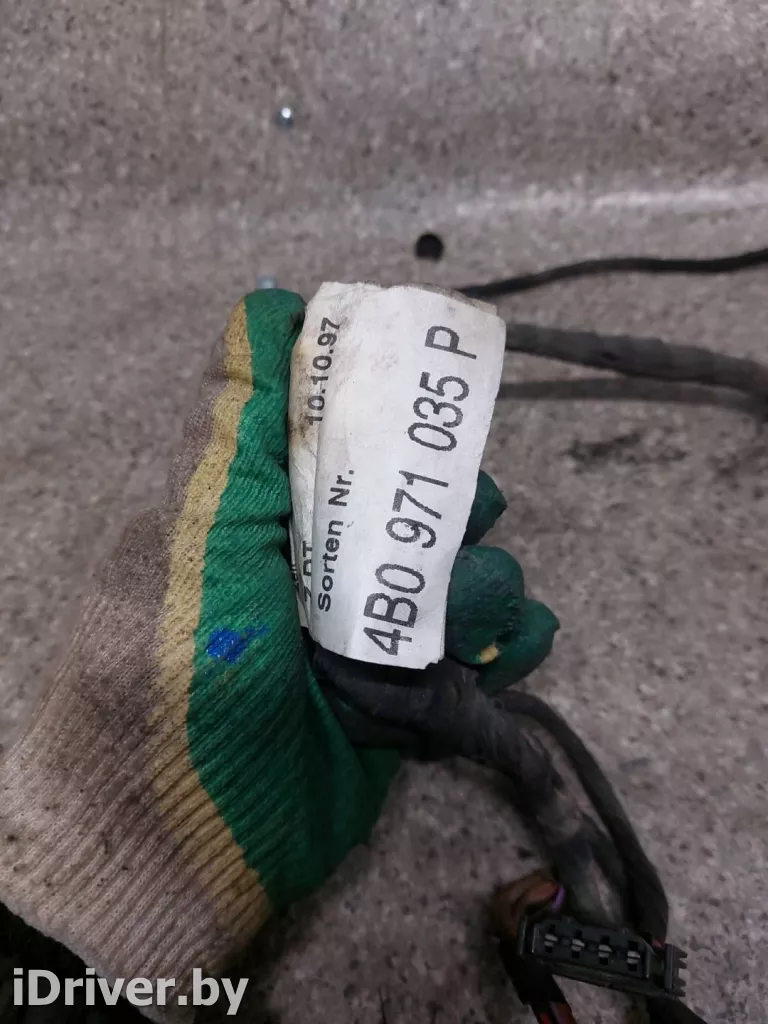 10.10.97
Sorten Nr.
4B0 971 035 P
iDriver.by